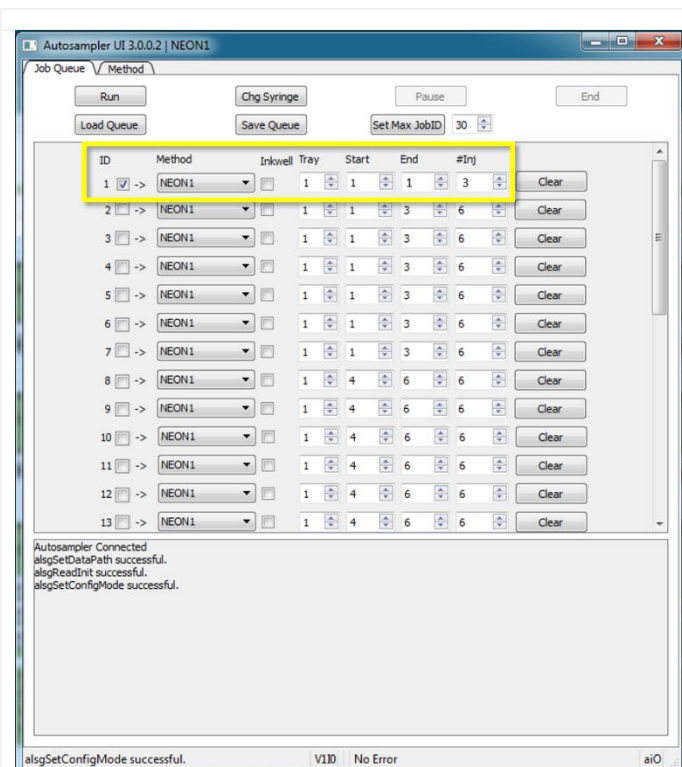 Autosampler UI 3.0.0.2 | NEON1
Job Queue Method
Run Chg Syringe Pause End
Load Queue Save Queue Set Max JobID 30
ID Method Inkwell Tray Start End #Inj
1 -> NEON1 1 1 1 3 Clear
2 -> NEON1 1 1 3 6 Clear
3 -> NEON1 1 1 3 6 Clear
4 -> NEON1 1 1 3 6 Clear
5 -> NEON1 1 1 3 6 Clear
6 -> NEON1 1 1 3 6 Clear
7 -> NEON1 1 1 3 6 Clear
8 -> NEON1 1 4 6 6 Clear
9 -> NEON1 1 4 6 6 Clear
10 -> NEON1 1 4 6 6 Clear
11 -> NEON1 1 4 6 6 Clear
12 -> NEON1 1 4 6 6 Clear
13 -> NEON1 1 4 6 6 Clear
Autosampler Connected
alsgSetDataPath successful.
alsgReadInit successful.
alsgSetConfigMode successful.
alsgSetConfigMode successful. V1I0 No Error aiO